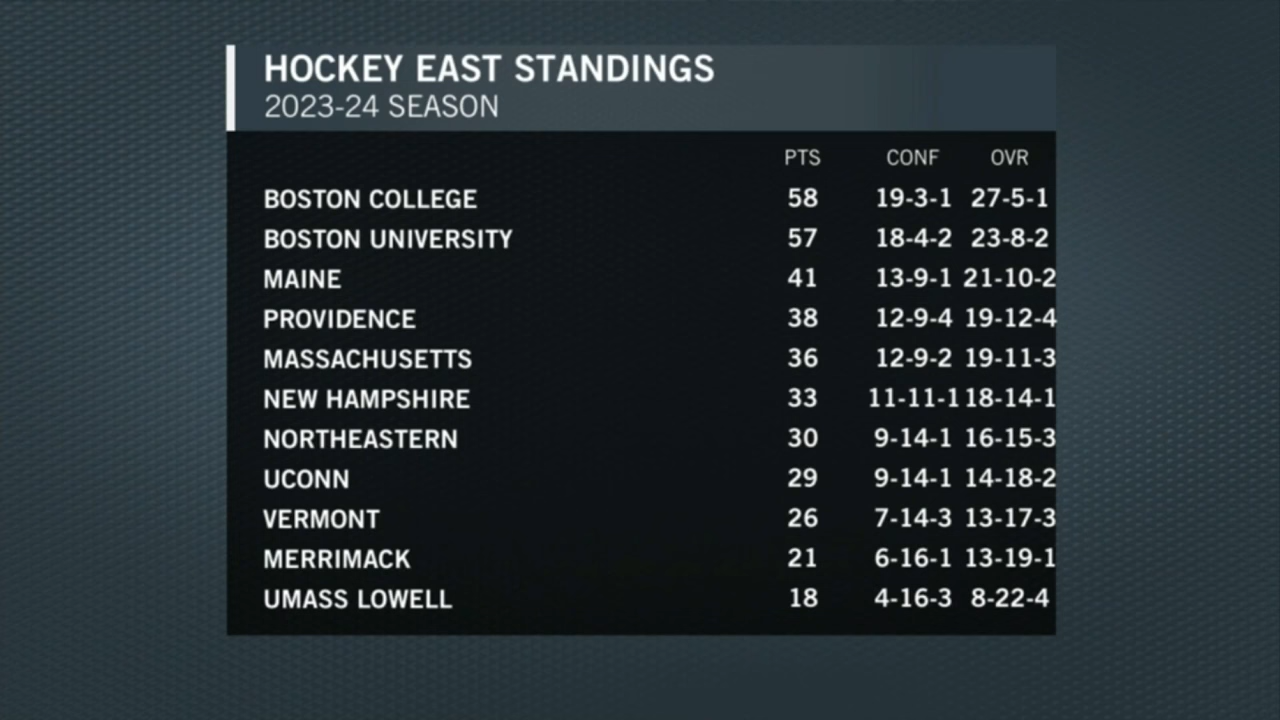 HOCKEY EAST STANDINGS
2023-24 SEASON
PTS CONF OVR
BOSTON COLLEGE 58 19-3-1 27-5-1
BOSTON UNIVERSITY 57 18-4-2 23-8-2
MAINE 41 13-9-1 21-10-2
PROVIDENCE 38 12-9-4 19-12-4
MASSACHUSETTS 36 12-9-2 19-11-3
NEW HAMPSHIRE 33 11-11-1 18-14-1
NORTHEASTERN 30 9-14-1 16-15-3
UCONN 29 9-14-1 14-18-2
VERMONT 26 7-14-3 13-17-3
MERRIMACK 21 6-16-1 13-19-1
UMASS LOWELL 18 4-16-3 8-22-4